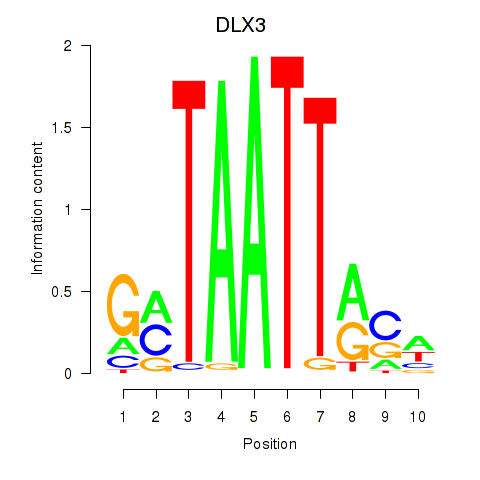 DLX3
2
1.5
1
0.5
0
Information content
G A T A A T T A C A
A C C G G G G T
C G G T A C
T T G
1 2 3 4 5 6 7 8 9 10
Position